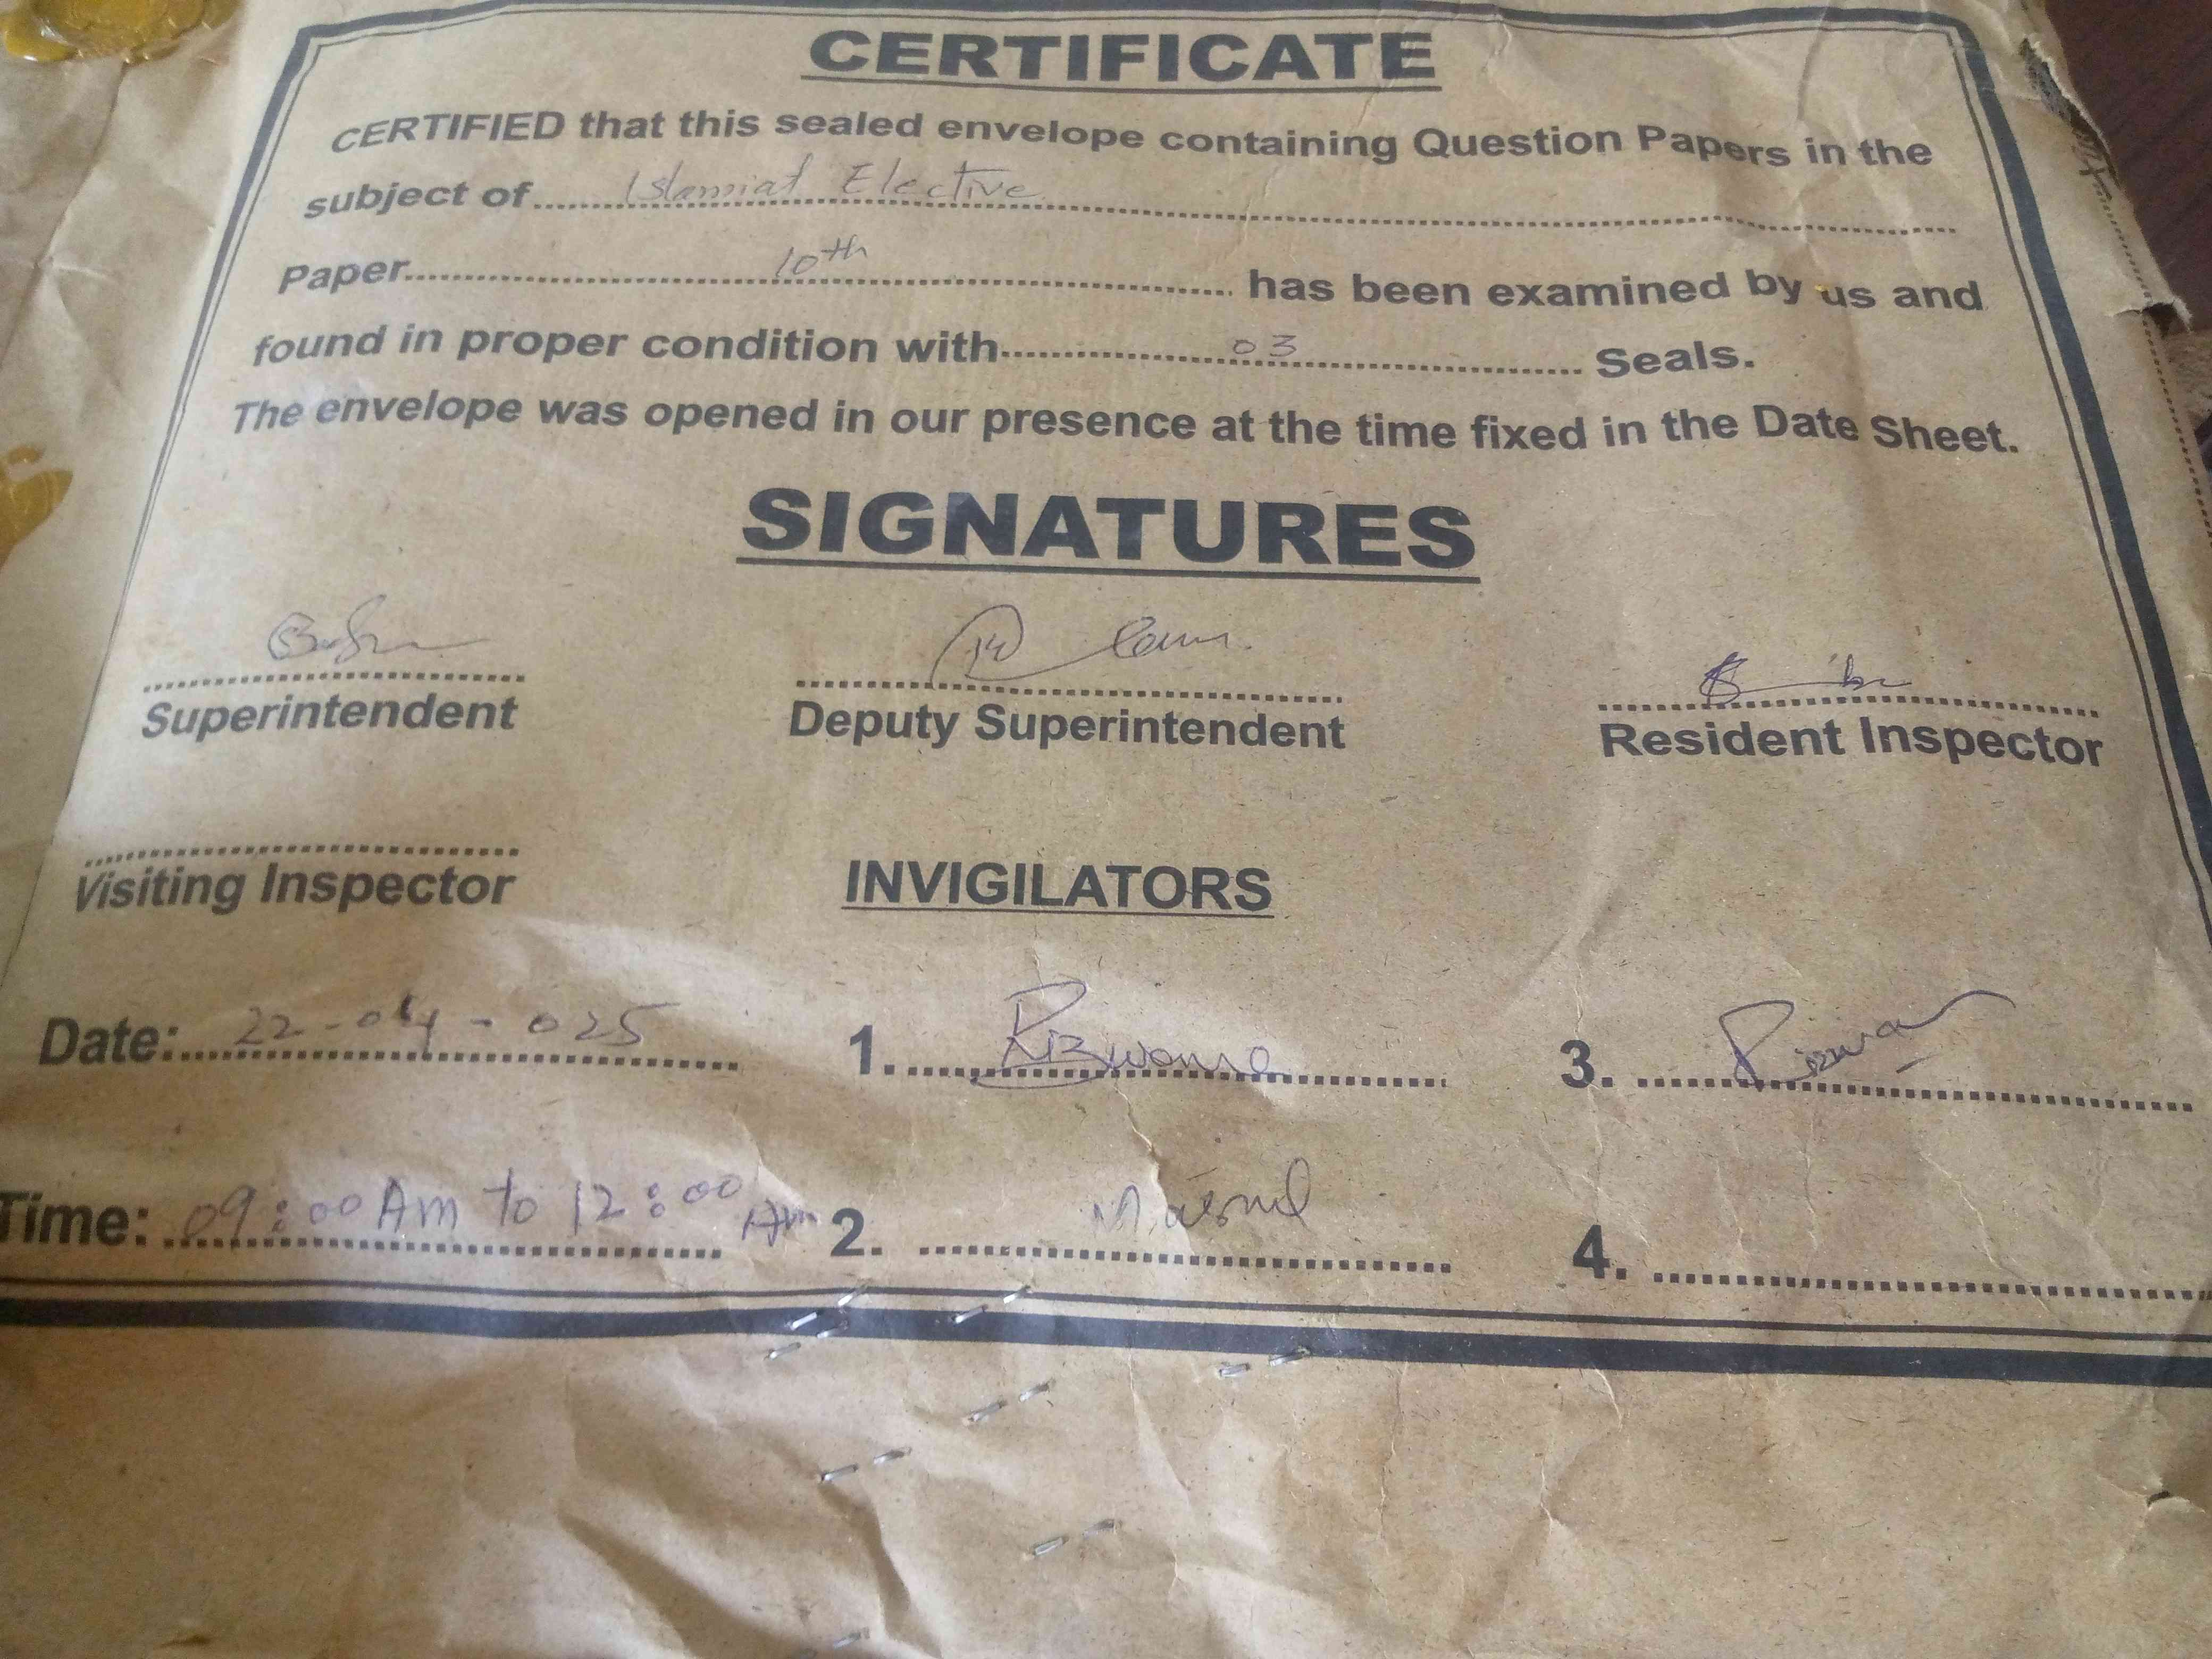 CERTIFICATE
CERTIFIED that this sealed envelope containing Question Papers in the
subject of..... Islamiat Elective .....
Paper..... 10th ..... has been examined by us and
found in proper condition with..... 03 ..... Seals.
The envelope was opened in our presence at the time fixed in the Date Sheet.
SIGNATURES
Superintendent Deputy Superintendent Resident Inspector
Visiting Inspector INVIGILATORS
Date: 22-04-025 1. Rizwana 3.
Time: 09:00 Am to 12:00 Am 2. 4.